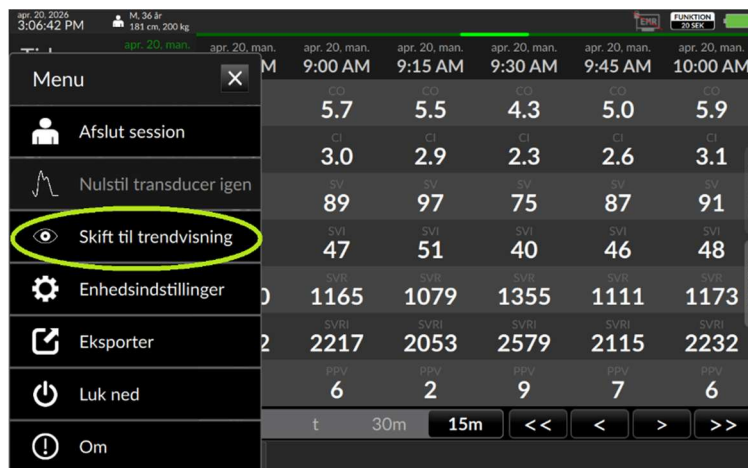 apr. 20, 2026
3:06:42 PM
M, 36 år
181 cm, 200 kg
EMR
FUNKTION
20 SEK
apr. 20, man. apr. 20, man. apr. 20, man. apr. 20, man. apr. 20, man. apr. 20, man. apr. 20, man.
M 9:00 AM 9:15 AM 9:30 AM 9:45 AM 10:00 AM
Menu X
Afslut session
Nulstil transducer igen
Skift til trendvisning
Enhedsindstillinger
Eksporter
Luk ned
Om
CO CO CO CO CO
5.7 5.5 4.3 5.0 5.9
CI CI CI CI CI
3.0 2.9 2.3 2.6 3.1
SV SV SV SV SV
89 97 75 87 91
SVI SVI SVI SVI SVI
47 51 40 46 48
SVR SVR SVR SVR SVR
1165 1079 1355 1111 1173
SVRI SVRI SVRI SVRI SVRI
2 2217 2053 2579 2115 2232
PPV PPV PPV PPV PPV
6 2 9 7 6
t 30m 15m << < > >>